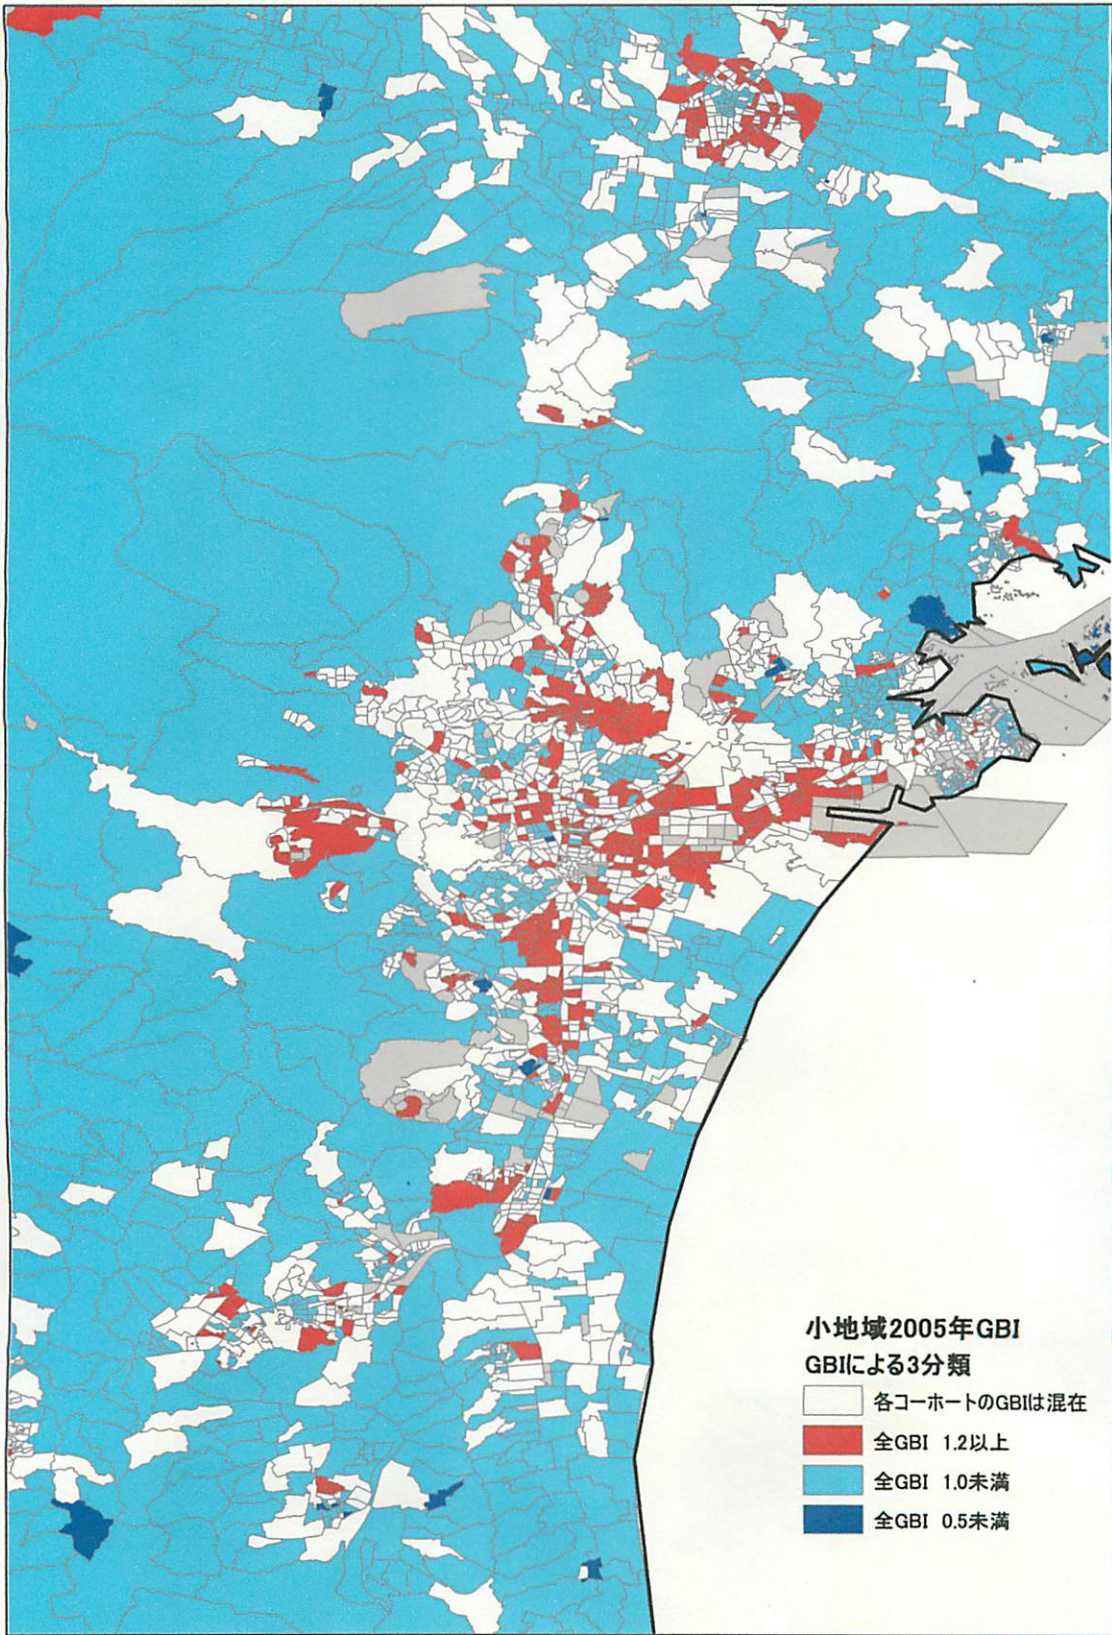 小地域2005年GBI
GBIによる3分類
各コーホートのGBIは混在
全GBI 1.2以上
全GBI 1.0未満
全GBI 0.5未満